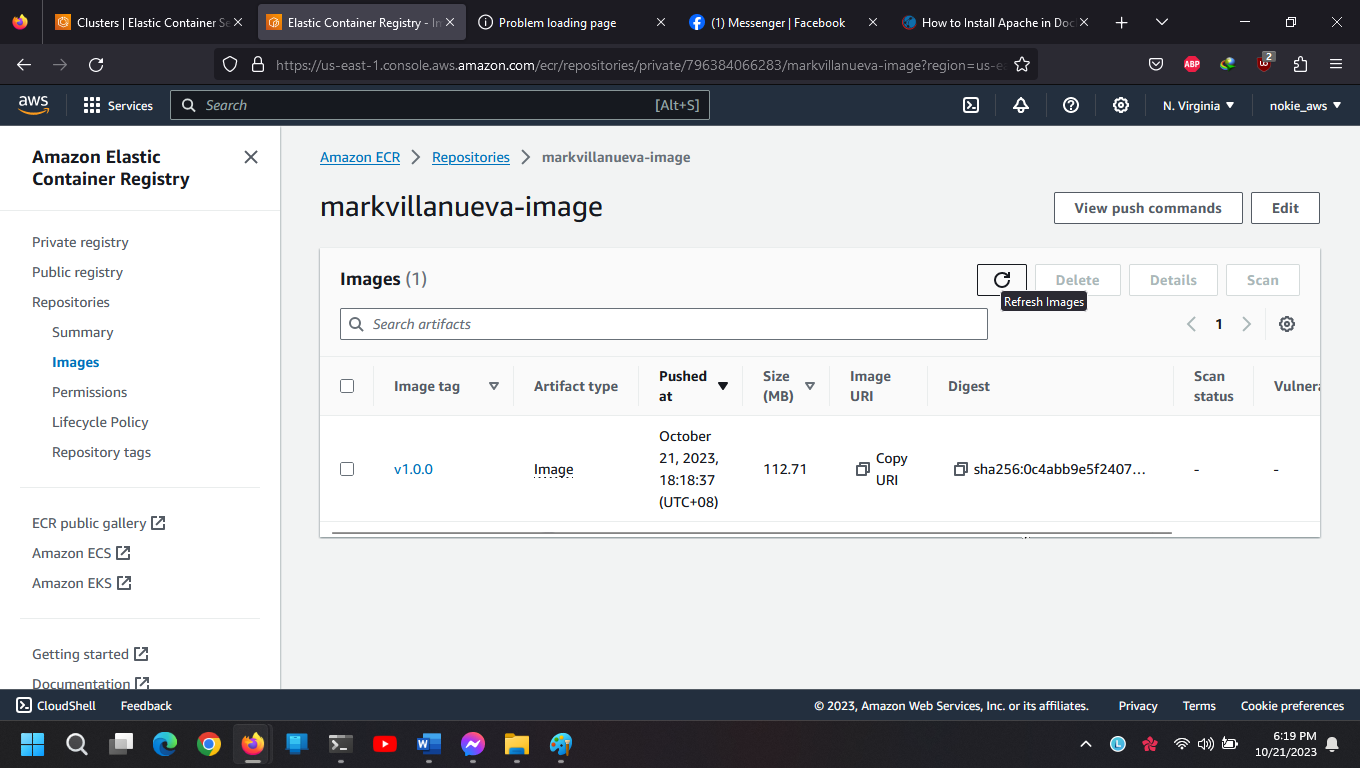 Clusters | Elastic Container Se
Elastic Container Registry - Im
Problem loading page
(1) Messenger | Facebook
How to Install Apache in Doc
https://us-east-1.console.aws.amazon.com/ecr/repositories/private/796384066283/markvillanueva-image?region=us-e
ABP
2
aws
Services
Search
[Alt+S]
N. Virginia
nokie_aws
Amazon Elastic
Container Registry
Private registry
Public registry
Repositories
Summary
Images
Permissions
Lifecycle Policy
Repository tags
ECR public gallery
Amazon ECS
Amazon EKS
Getting started
Documentation
Amazon ECR
Repositories
markvillanueva-image
markvillanueva-image
View push commands
Edit
Images (1)
Delete
Details
Scan
Refresh Images
Search artifacts
1
Image tag
Artifact type
Pushed
at
Size
(MB)
Image
URI
Digest
Scan
status
Vulnera
v1.0.0
Image
October
21, 2023,
18:18:37
(UTC+08)
112.71
Copy
URI
sha256:0c4abb9e5f2407...
-
-
CloudShell
Feedback
© 2023, Amazon Web Services, Inc. or its affiliates.
Privacy
Terms
Cookie preferences
6:19 PM
10/21/2023